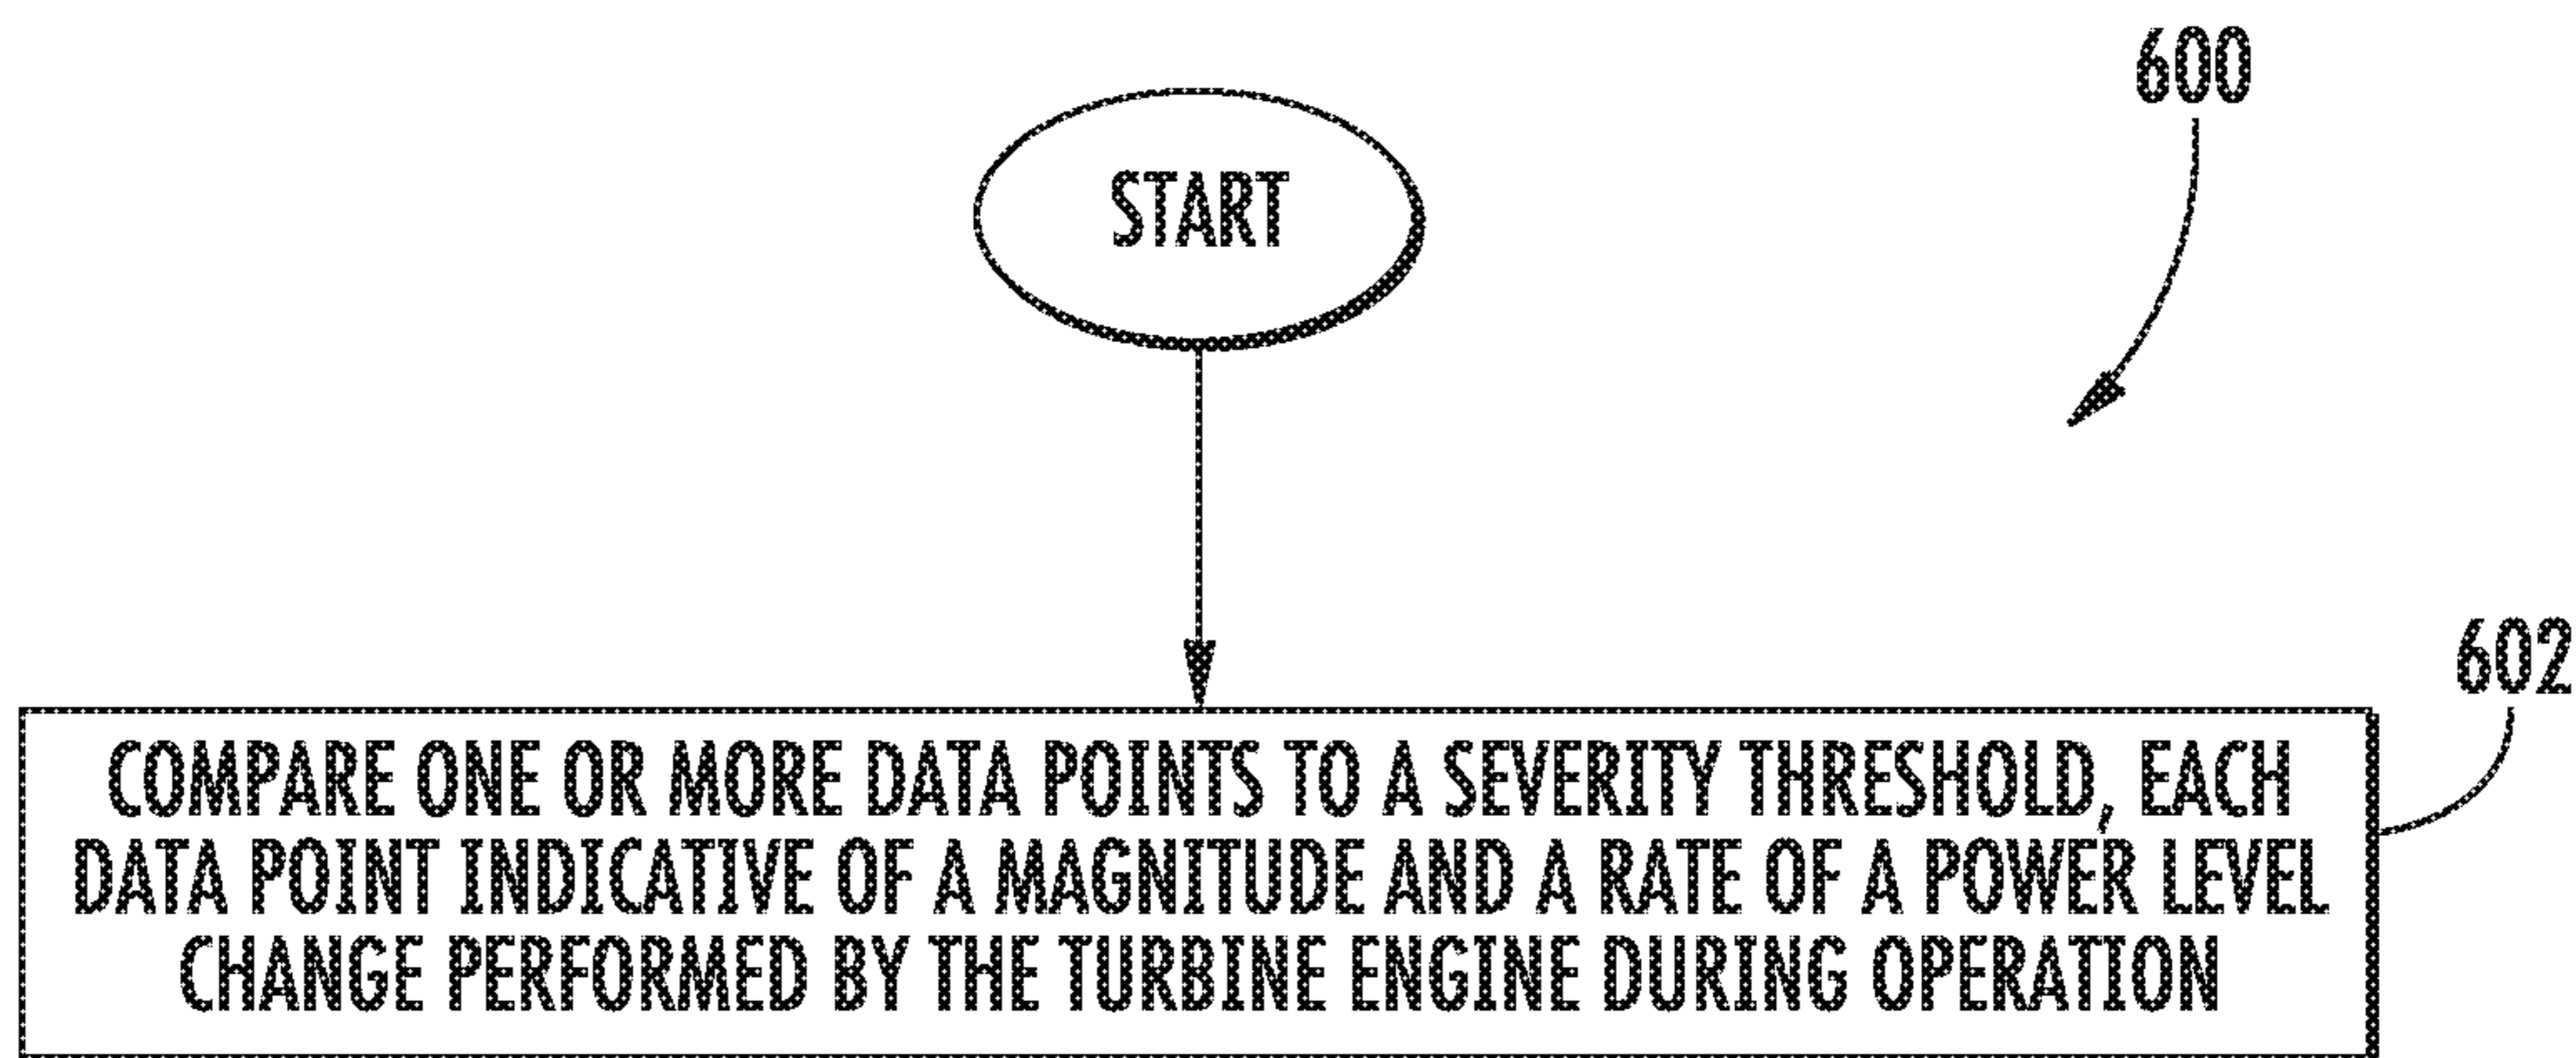 600
START
602
COMPARE ONE OR MORE DATA POINTS TO A SEVERITY THRESHOLD, EACH
DATA POINT INDICATIVE OF A MAGNITUDE AND A RATE OF A POWER LEVEL
CHANGE PERFORMED BY THE TURBINE ENGINE DURING OPERATION